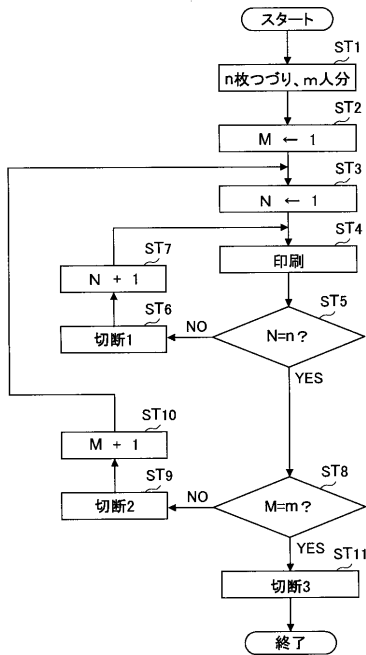 スタート
ST1
n枚つづり、m人分
ST2
M ← 1
ST3
N ← 1
ST4
印刷
ST7
N + 1
ST6
切断1
NO
ST5
N=n?
YES
ST10
M + 1
ST9
切断2
NO
ST8
M=m?
YES
ST11
切断3
終了